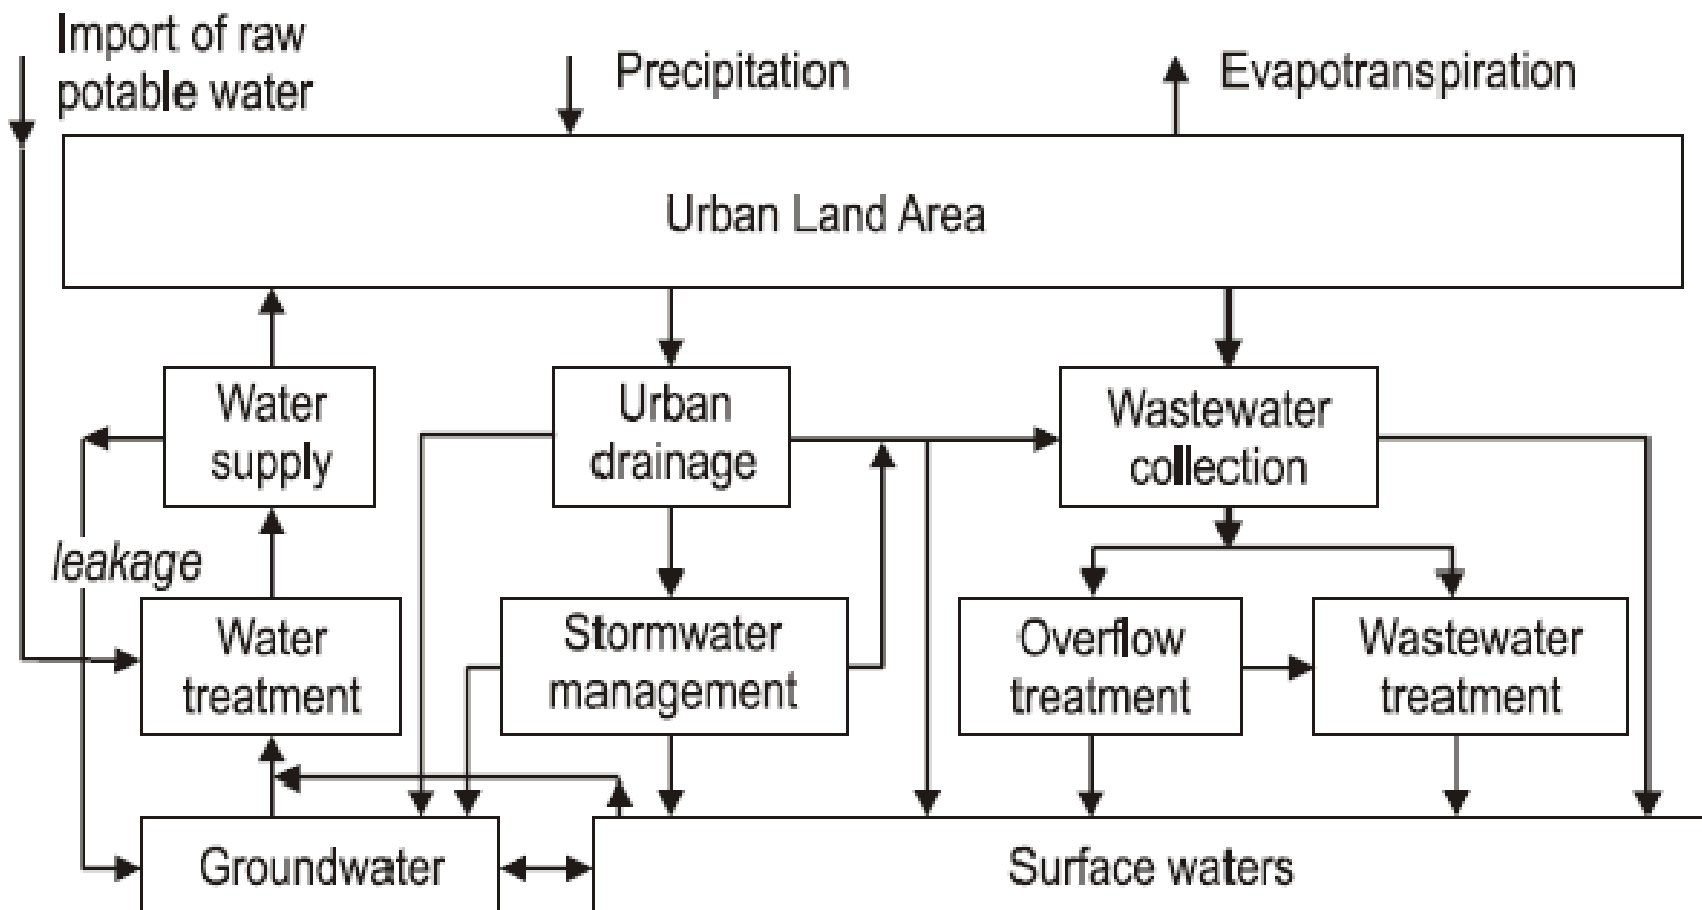 Import of raw
potable water
Precipitation
Evapotranspiration
Urban Land Area
Water
supply
Urban
drainage
Wastewater
collection
leakage
Water
treatment
Stormwater
management
Overflow
treatment
Wastewater
treatment
Groundwater
Surface waters